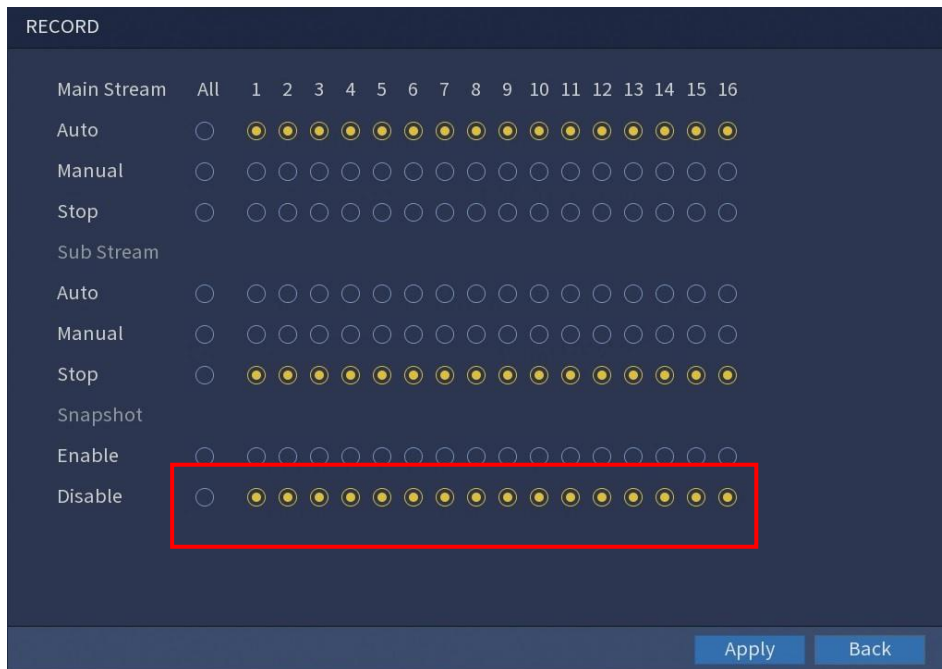 RECORD
Main Stream All 1 2 3 4 5 6 7 8 9 10 11 12 13 14 15 16
Auto
Manual
Stop
Sub Stream
Auto
Manual
Stop
Snapshot
Enable
Disable
Apply Back